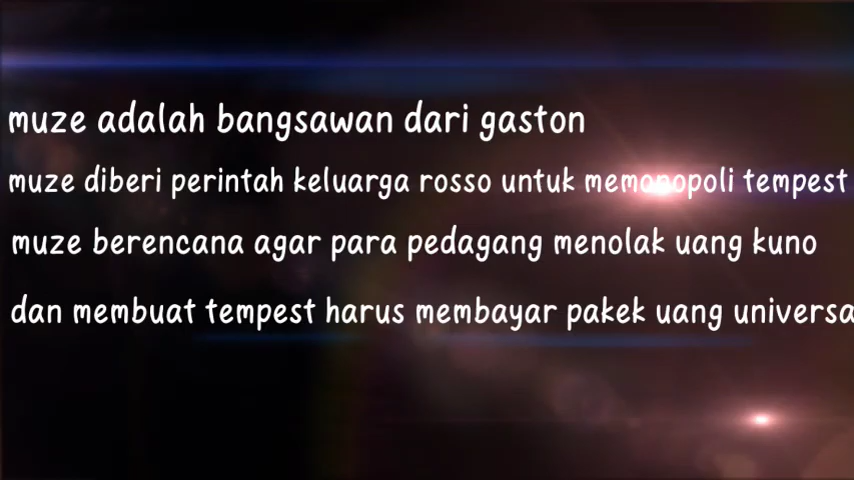 muze adalah bangsawan dari gaston
muze diberi perintah keluarga rosso untuk memonopoli tempest
muze berencana agar para pedagang menolak uang kuno
dan membuat tempest harus membayar pakek uang universa